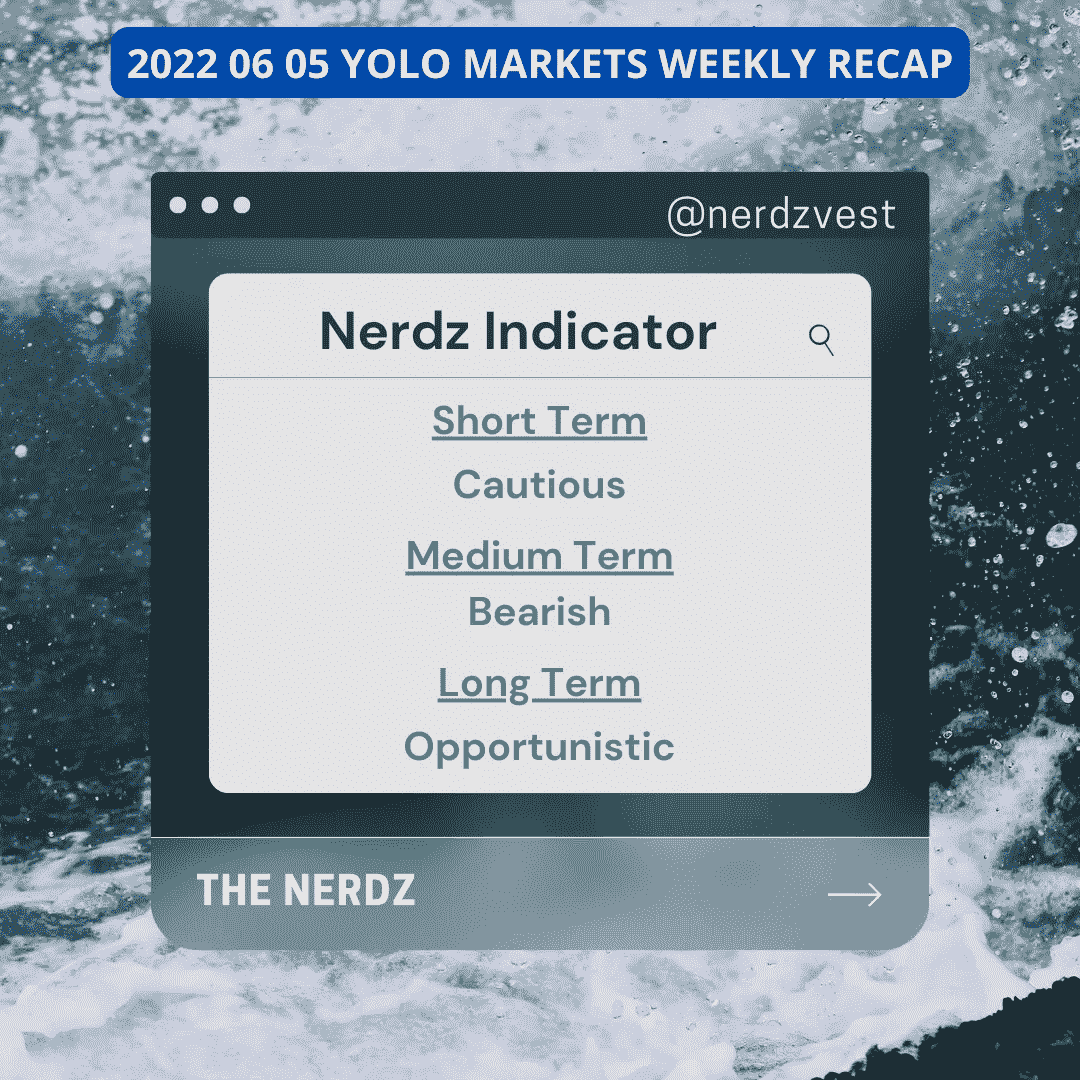 2022 06 05 YOLO MARKETS WEEKLY RECAP
@nerdzvest
Nerdz Indicator
Short Term
Cautious
Medium Term
Bearish
Long Term
Opportunistic
THE NERDZ